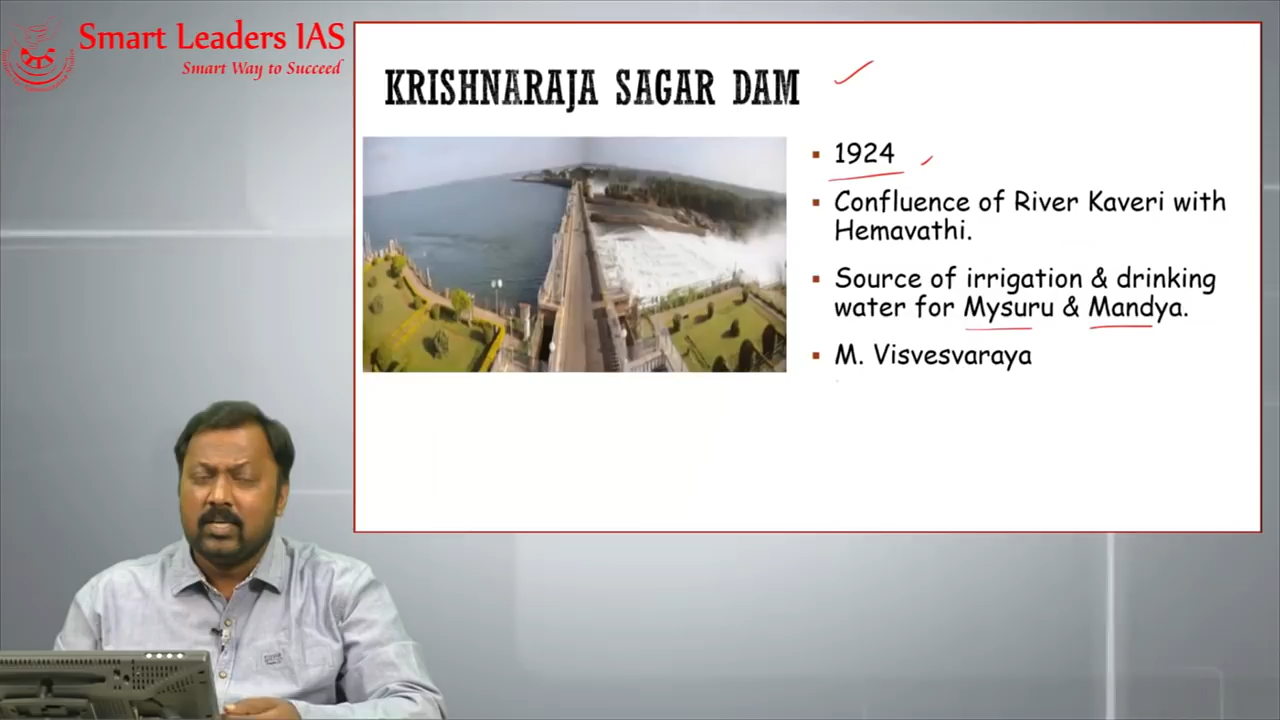 Smart Leaders IAS
Smart Way to Succeed
KRISHNARAJA SAGAR DAM
1924
Confluence of River Kaveri with
Hemavathi.
Source of irrigation & drinking
water for Mysuru & Mandya.
M. Visvesvaraya